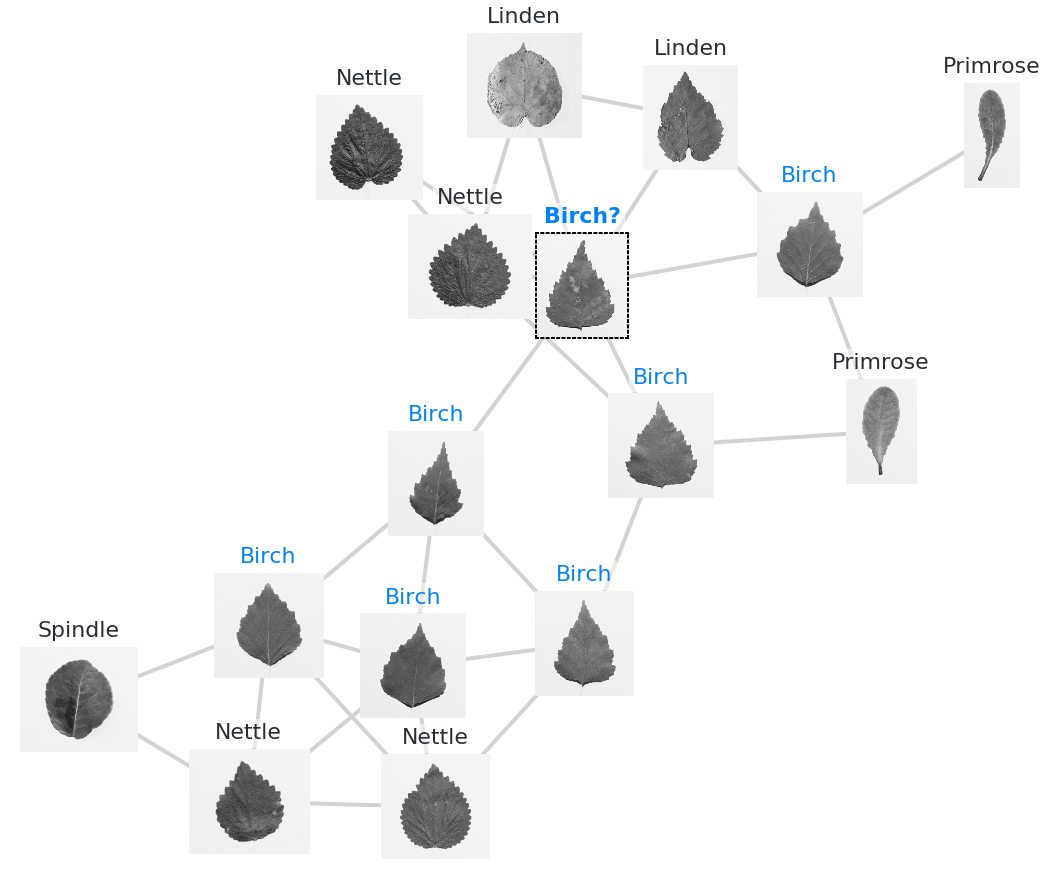 Linden
Linden
Primrose
Nettle
Birch
Nettle
Birch?
Primrose
Birch
Birch
Birch
Birch
Birch
Spindle
Nettle
Nettle